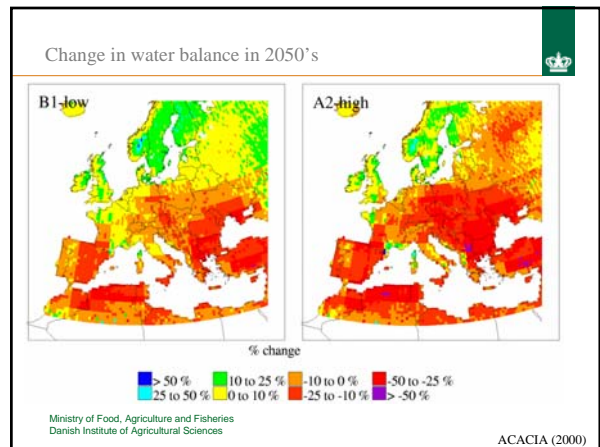 Change in water balance in 2050's
B1-low
A2-high
% change
> 50 %
10 to 25 %
-10 to 0 %
-50 to -25 %
25 to 50 %
0 to 10 %
-25 to -10 %
> -50 %
Ministry of Food, Agriculture and Fisheries
Danish Institute of Agricultural Sciences
ACACIA (2000)